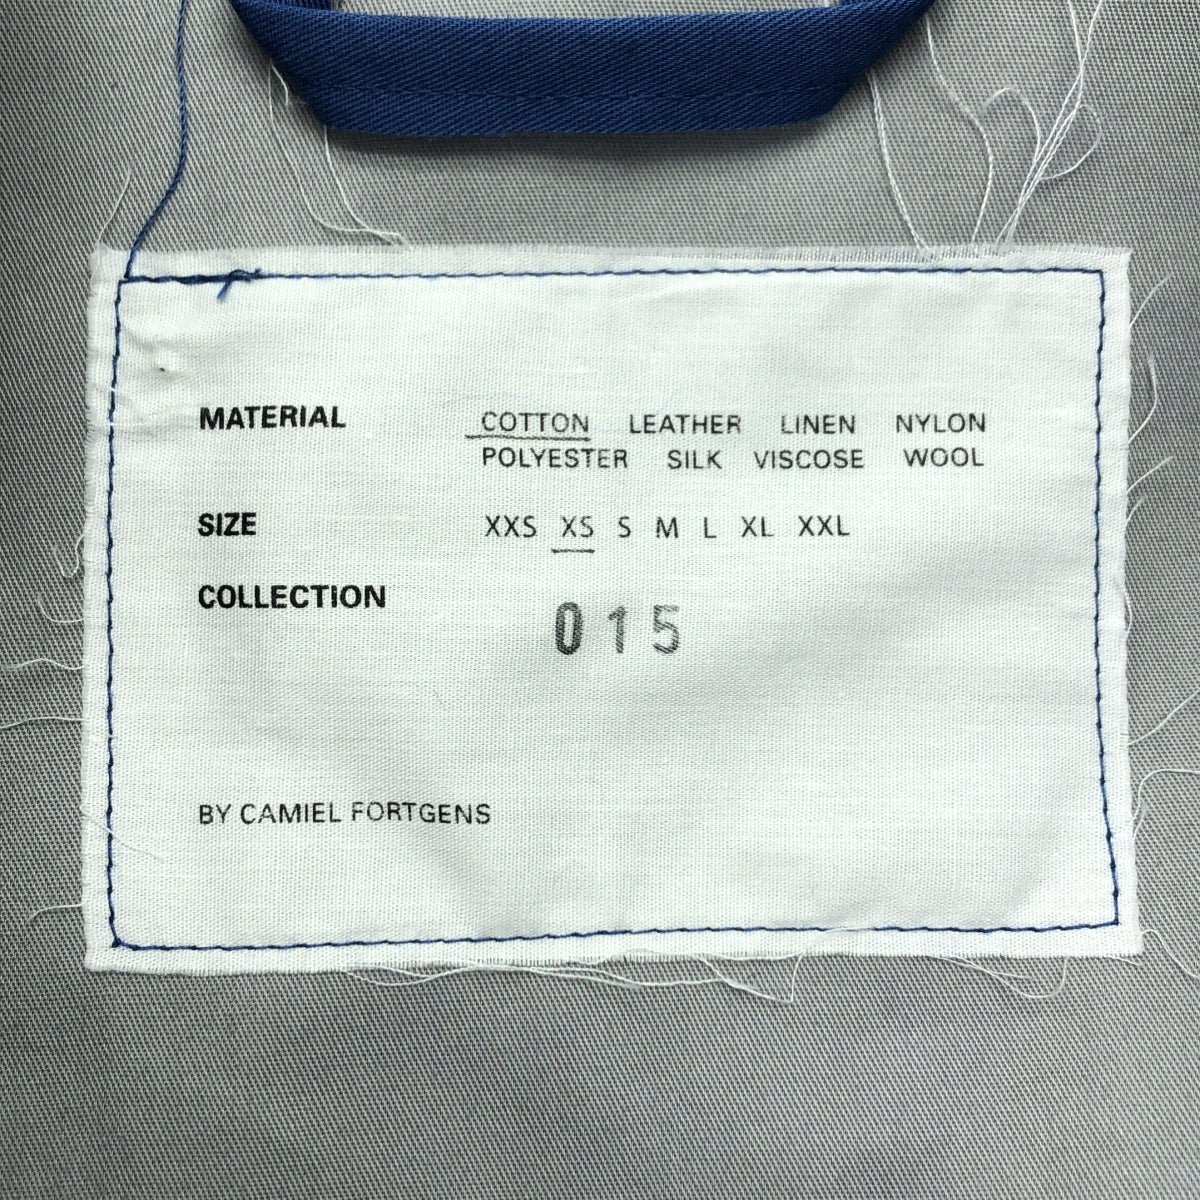 MATERIAL COTTON LEATHER LINEN NYLON
POLYESTER SILK VISCOSE WOOL
SIZE XXS XS S M L XL XXL
COLLECTION 015
BY CAMIEL FORTGENS